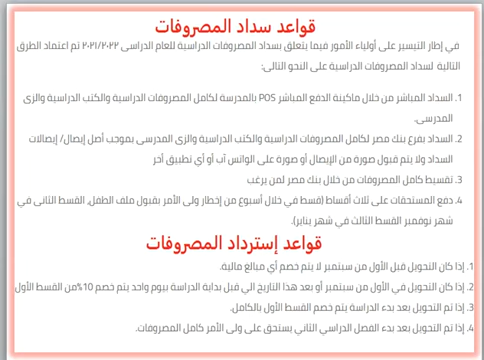 قواعد سداد المصروفات
في إطار التيسير على أولياء الأمور فيما يتعلق بسداد المصروفات الدراسية للعام الدراسى ٢٠٢١/٢٠٢٢ تم اعتماد الطرق
التالية لسداد المصروفات الدراسية على النحو التالى:
1. السداد المباشر من خلال ماكينة الدفع المباشر POS بالمدرسة لكامل المصروفات الدراسية والكتب الدراسية والزى
المدرسى.
2. السداد بفرع بنك مصر لكامل المصروفات الدراسية والكتب الدراسية والزى المدرسى بموجب أصل إيصال/ إيصالات
السداد ولا يتم قبول صورة من الإيصال أو صورة على الواتس آب أو أي تطبيق أخر
3. تقسيط كامل المصروفات من خلال بنك مصر لمن يرغب
4. دفع المستحقات على ثلاث أقساط (قسط في خلال أسبوع من إخطار ولى الأمر بقبول ملف الطفل، القسط الثانى في
شهر نوفمبر القسط الثالث في شهر يناير).
قواعد إسترداد المصروفات
1. إذا كان التحويل قبل الأول من سبتمبر لا يتم خصم أي مبالغ مالية.
2. إذا كان التحويل في الأول من سبتمبر أو بعد هذا التاريخ الي قبل بداية الدراسة بيوم واحد يتم خصم 10%من القسط الأول
3. إذا تم التحويل بعد بدء الدراسة يتم خصم القسط الأول بالكامل.
4. إذا تم التحويل بعد بدء الفصل الدراسي الثاني يستحق على ولى الأمر كامل المصروفات.